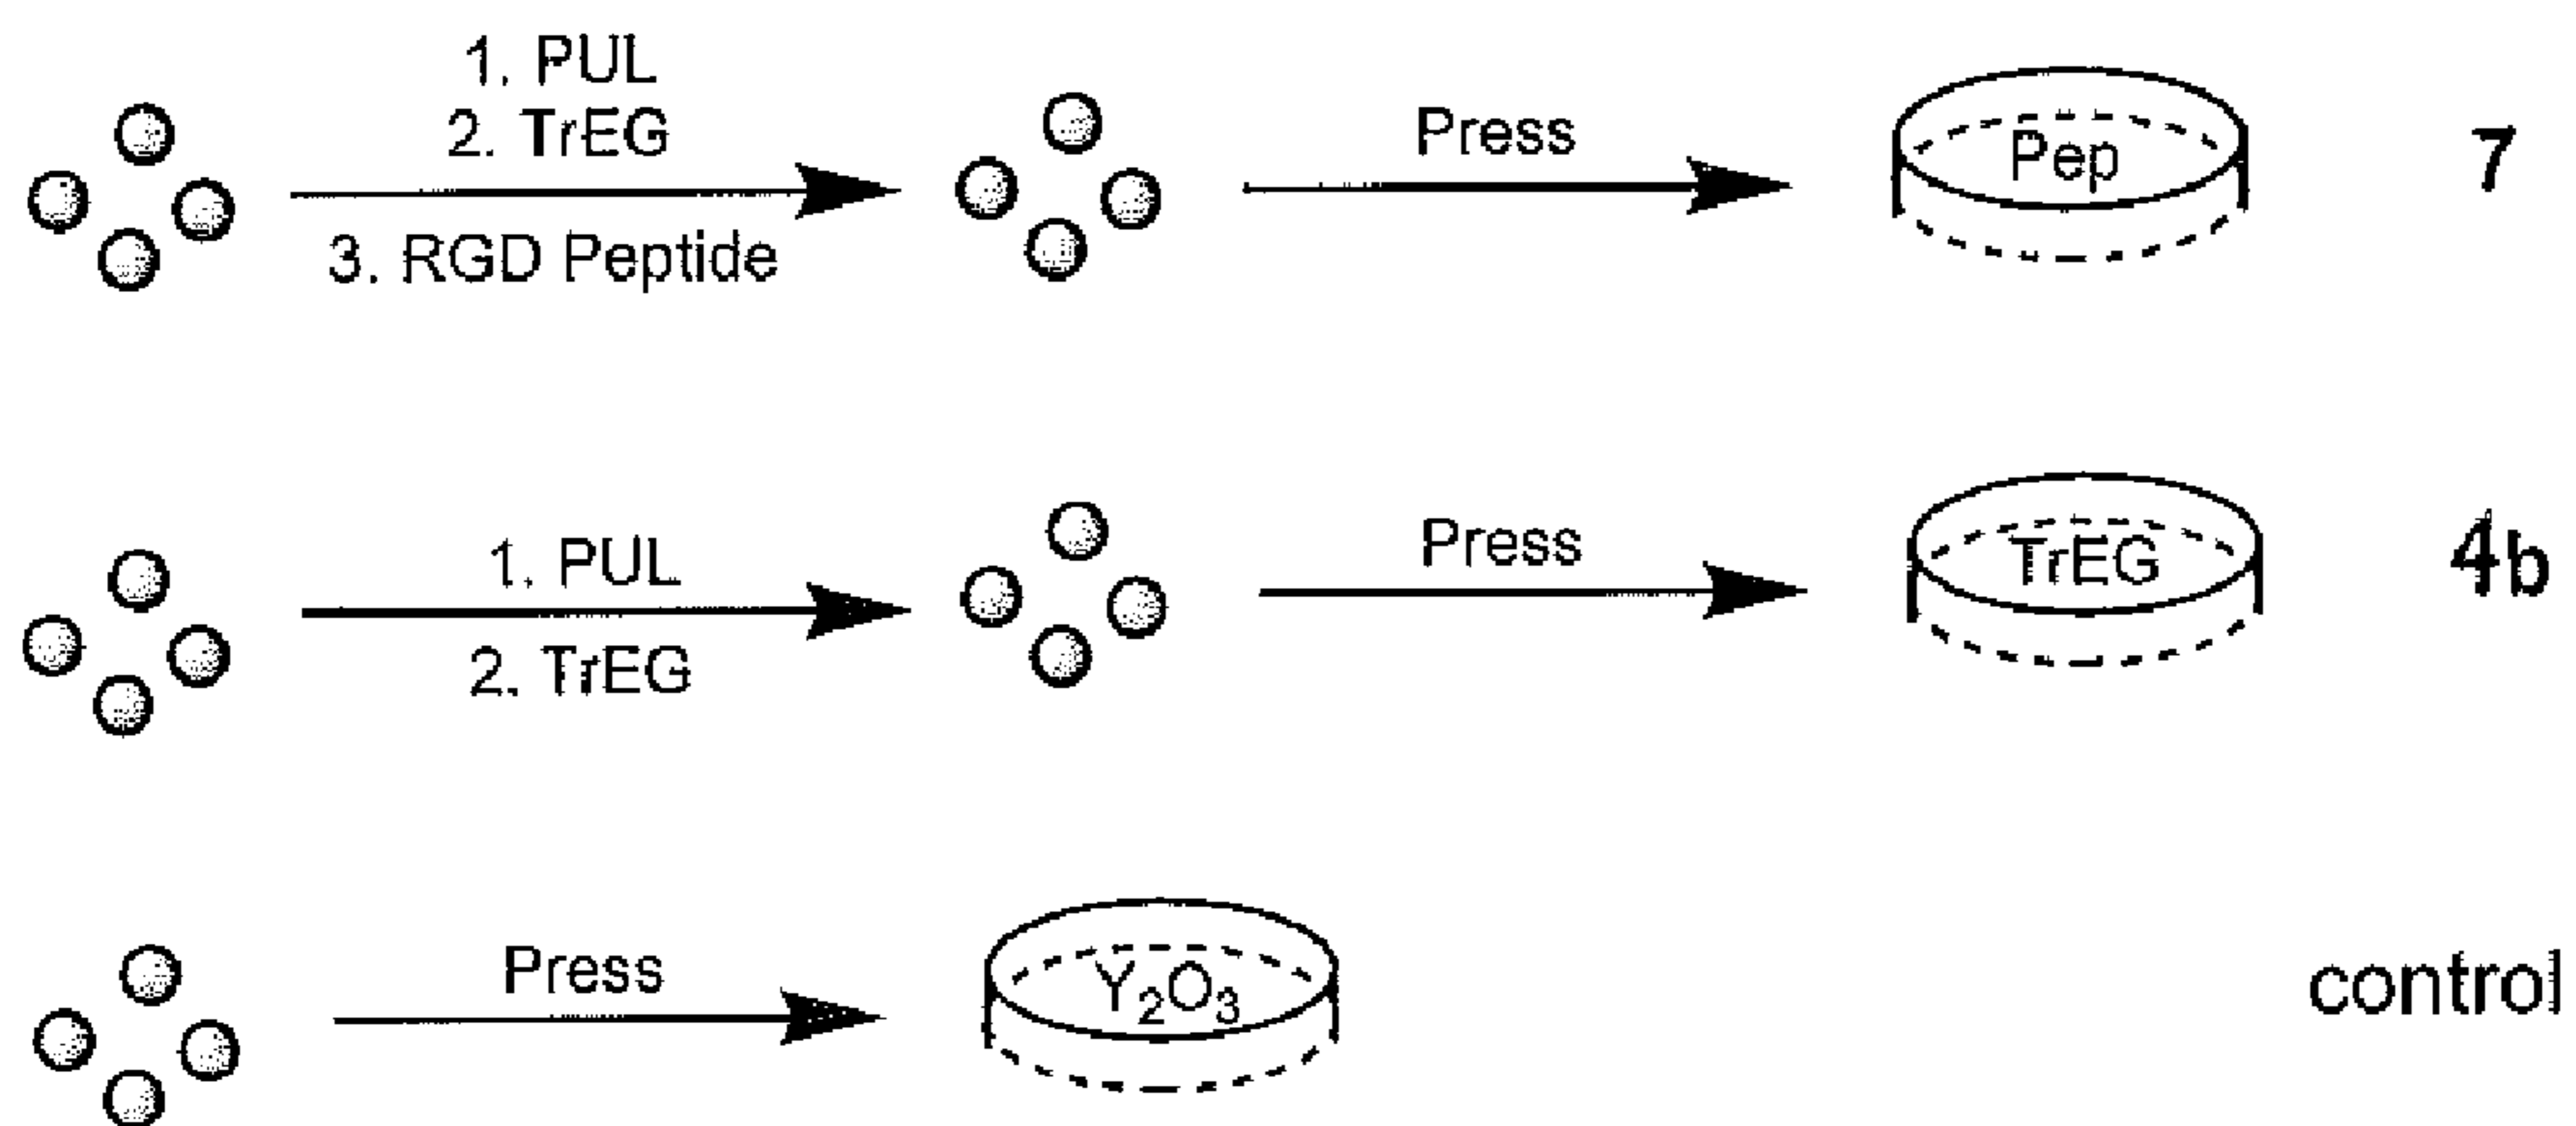 1. PUL
2. TrEG
3. RGD Peptide
Press
Pep
7
1. PUL
2. TrEG
Press
TrEG
4b
Press
Y₂O₃
control